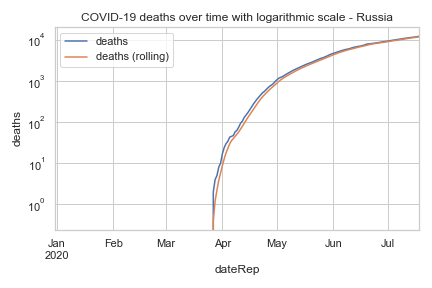 COVID-19 deaths over time with logarithmic scale - Russia
deaths
deaths (rolling)
10⁴
10³
10²
10¹
10⁰
deaths
Jan
2020
Feb
Mar
Apr
May
Jun
Jul
dateRep